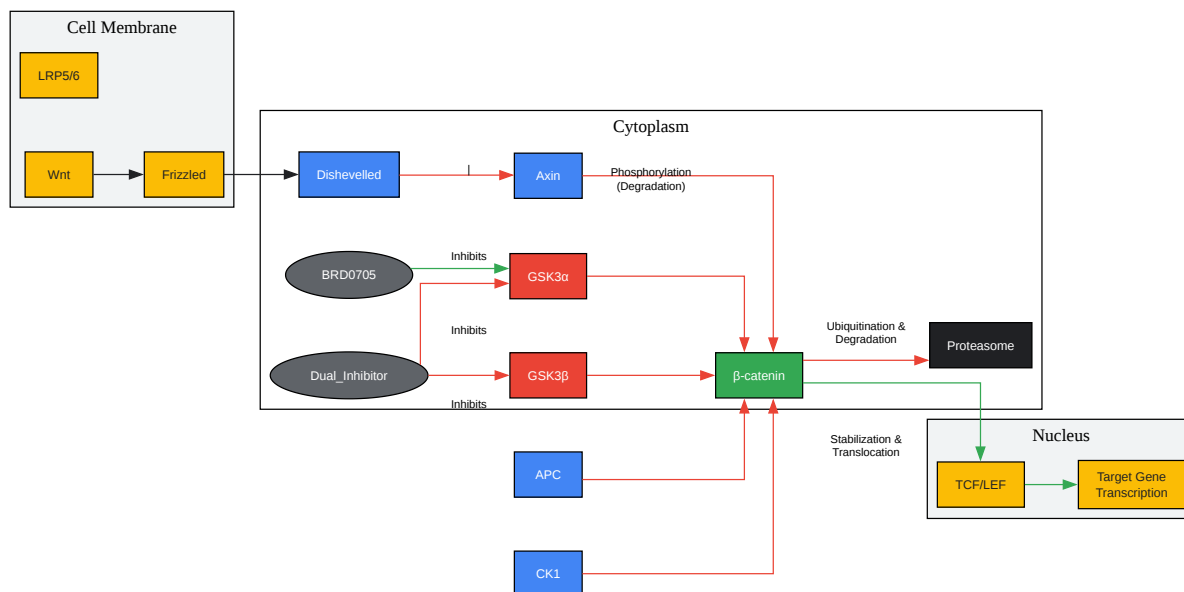 Cell Membrane
LRP5/6
Wnt
Frizzled
Cytoplasm
Dishevelled
Axin
Phosphorylation
(Degradation)
BRD0705
Inhibits
GSK3α
Inhibits
Dual_Inhibitor
GSK3β
Inhibits
β-catenin
Ubiquitination &
Degradation
Proteasome
Stabilization &
Translocation
APC
CK1
Nucleus
TCF/LEF
Target Gene
Transcription